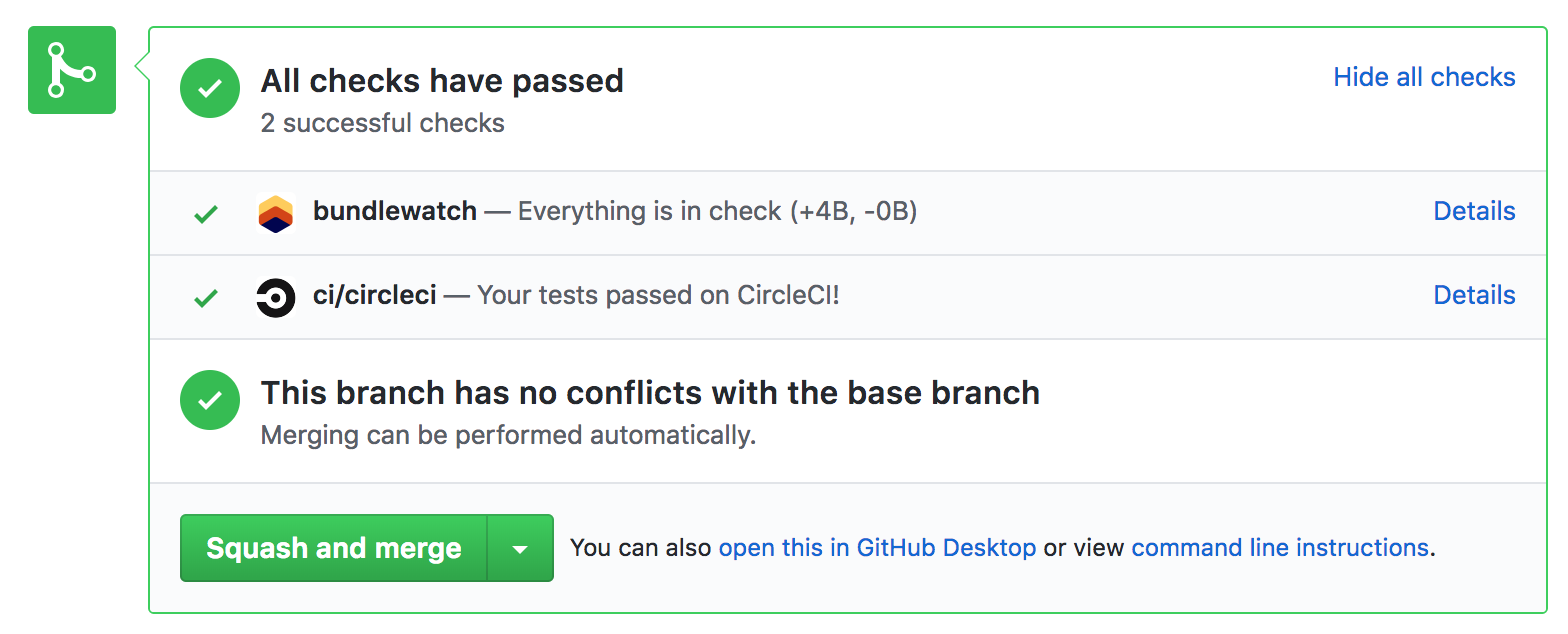 All checks have passed
Hide all checks
2 successful checks
bundlewatch — Everything is in check (+4B, -0B)
Details
ci/circleci — Your tests passed on CircleCI!
Details
This branch has no conflicts with the base branch
Merging can be performed automatically.
Squash and merge
You can also open this in GitHub Desktop or view command line instructions.